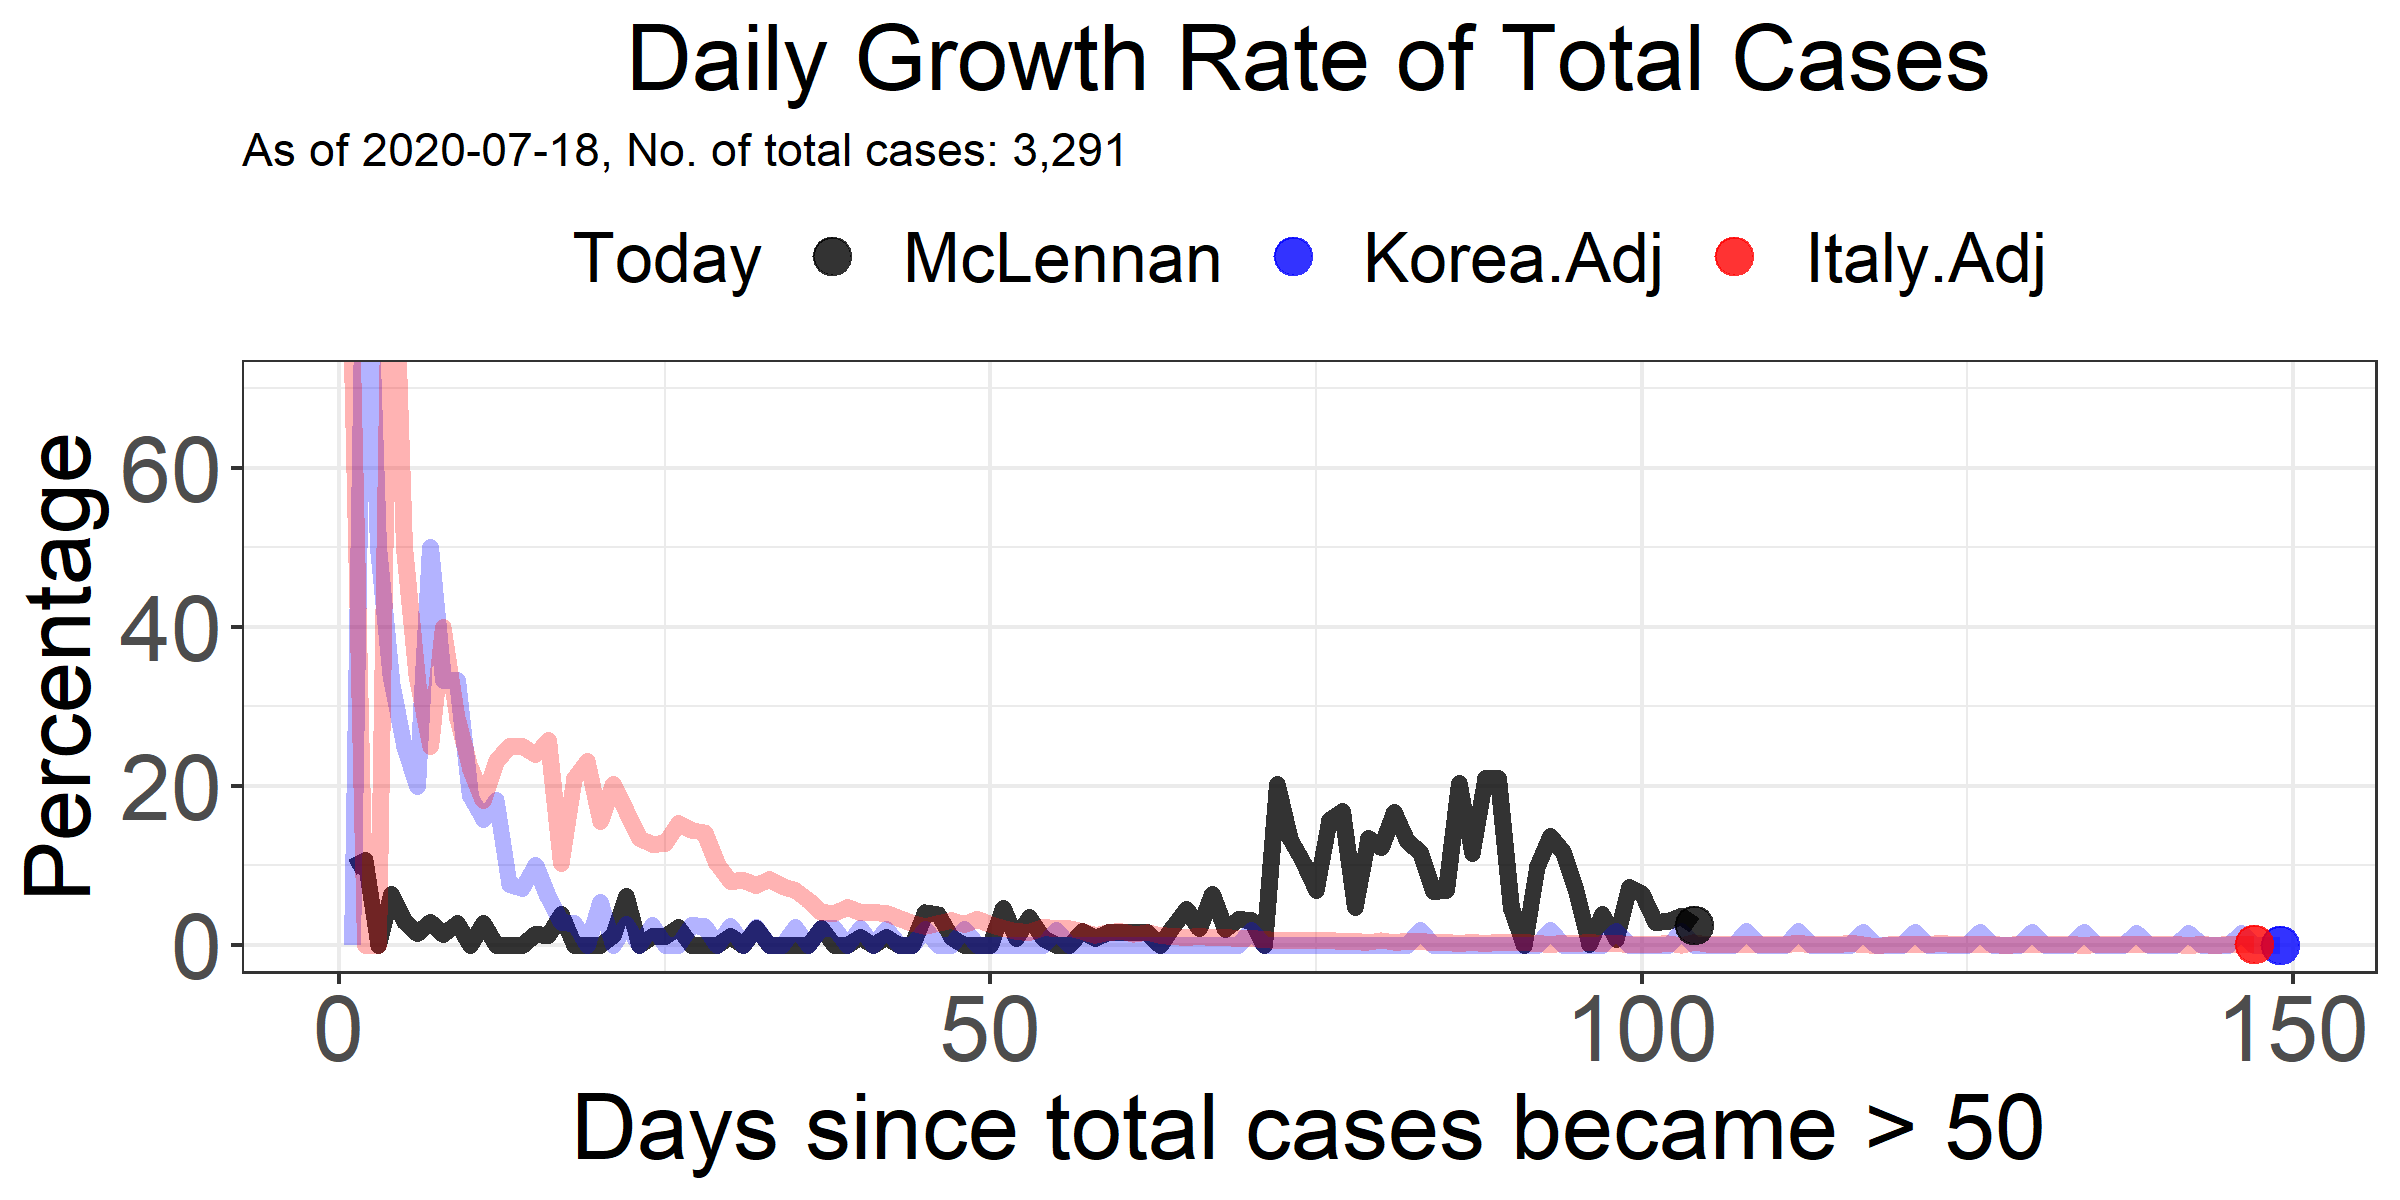 Daily Growth Rate of Total Cases
As of 2020-07-18, No. of total cases: 3,291
Today McLennan Korea.Adj Italy.Adj
Percentage
60
40
20
0
0 50 100 150
Days since total cases became > 50